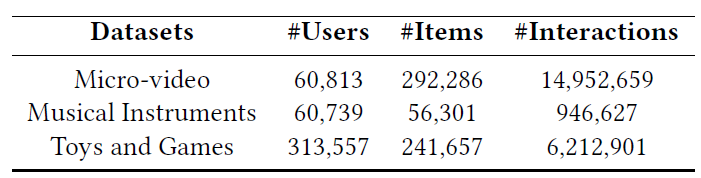 Datasets #Users #Items #Interactions
Micro-video 60,813 292,286 14,952,659
Musical Instruments 60,739 56,301 946,627
Toys and Games 313,557 241,657 6,212,901